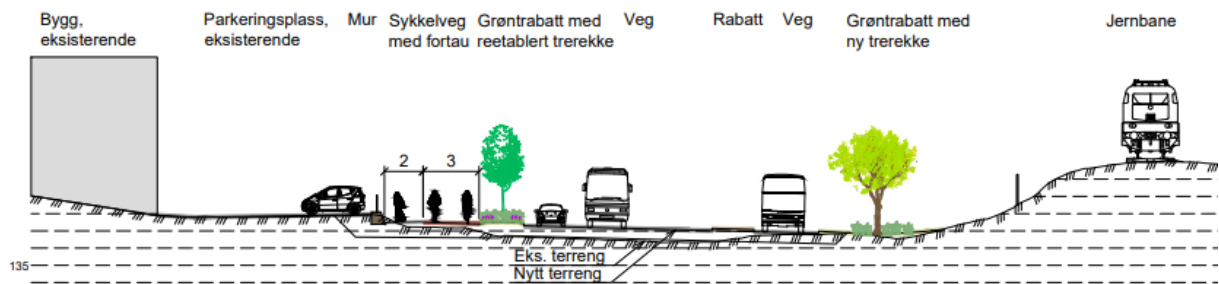 Bygg,
eksisterende
Parkeringsplass,
eksisterende
Mur
Sykkelveg
med fortau
Grøntrabatt med
reetablert trerekke
Veg
Rabatt
Veg
Grøntrabatt med
ny trerekke
Jernbane
2
3
Eks. terreng
Nytt terreng
135